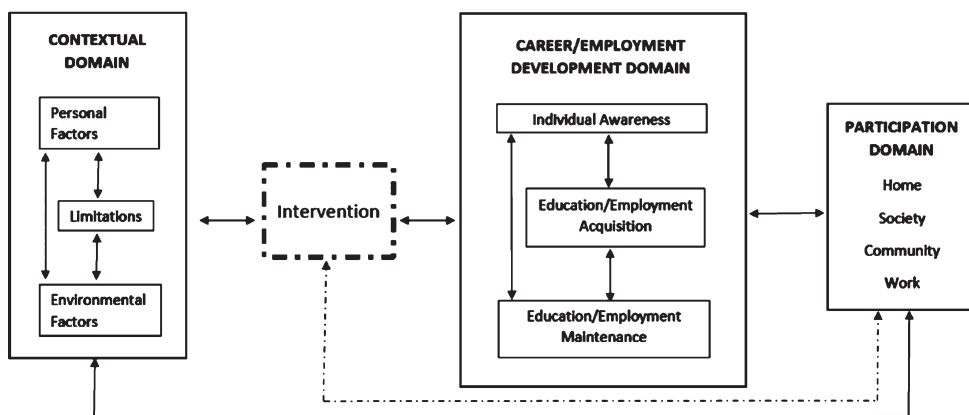 CONTEXTUAL
DOMAIN
Personal
Factors
Limitations
Environmental
Factors
Intervention
CAREER/EMPLOYMENT
DEVELOPMENT DOMAIN
Individual Awareness
Education/Employment
Acquisition
Education/Employment
Maintenance
PARTICIPATION
DOMAIN
Home
Society
Community
Work